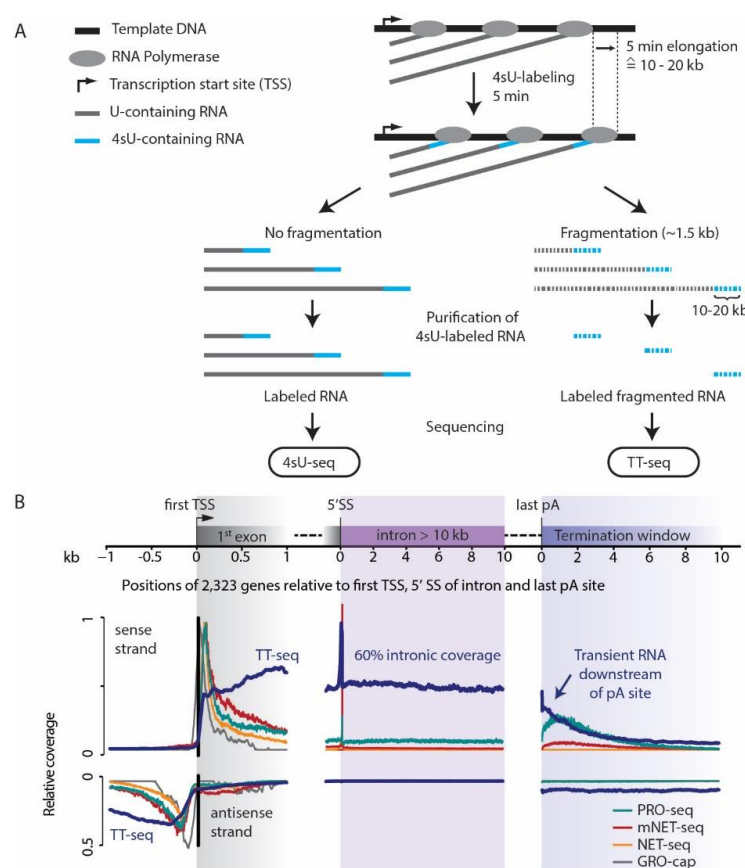 A
Template DNA
RNA Polymerase
Transcription start site (TSS)
U-containing RNA
4sU-containing RNA
5 min elongation
≙ 10 - 20 kb
4sU-labeling
5 min
No fragmentation
Fragmentation (~1.5 kb)
10-20 kb
Purification of
4sU-labeled RNA
Labeled RNA
Labeled fragmented RNA
Sequencing
4sU-seq
TT-seq
B
first TSS
5'SS
last pA
1st exon
intron > 10 kb
Termination window
kb
−1 -0.5 0 0.5 1 0 2 4 6 8 10 0 2 4 6 8 10
Positions of 2,323 genes relative to first TSS, 5' SS of intron and last pA site
Relative coverage
1
0
sense
strand
TT-seq
60% intronic coverage
Transient RNA
downstream
of pA site
0
0.5
TT-seq
antisense
strand
PRO-seq
mNET-seq
NET-seq
GRO-cap